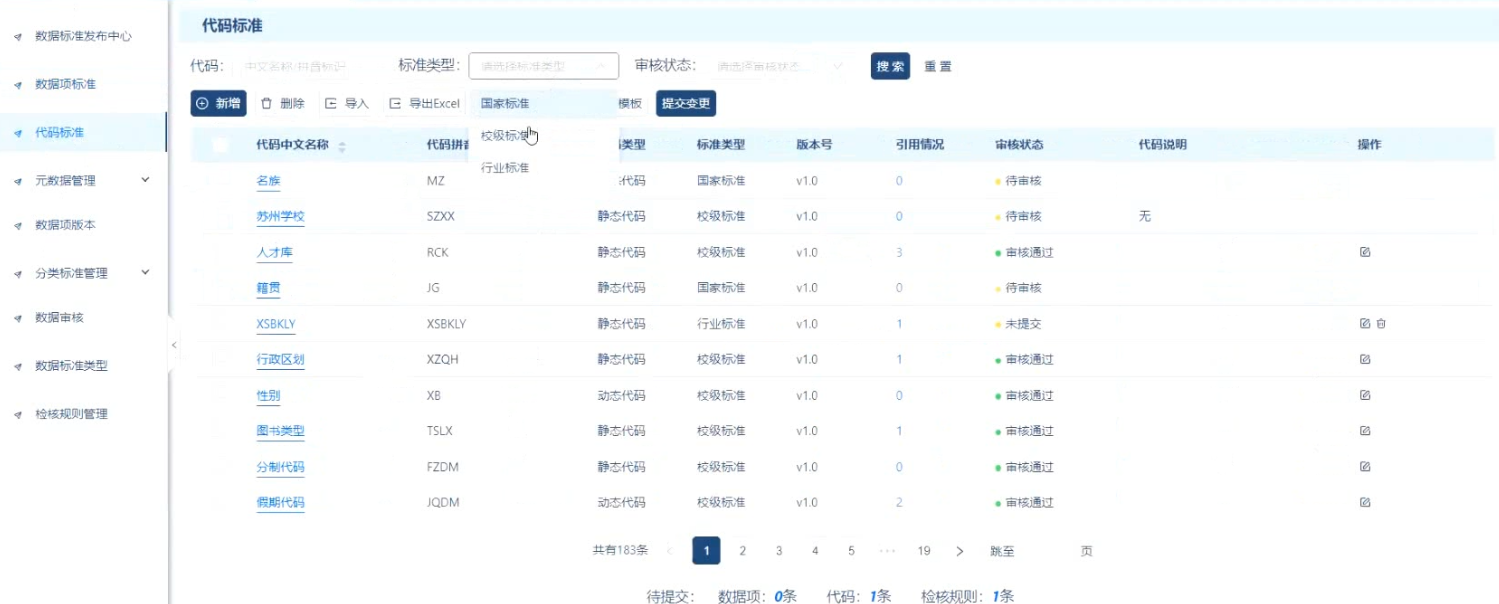 数据标准发布中心
数据项标准
代码标准
元数据管理
数据项版本
分类标准管理
数据审核
数据标准类型
检核规则管理
代码标准
代码： 中文名称/拼音标识 标准类型： 请选择标准类型 审核状态： 请选择审核状态... 搜索 重置
新增 删除 导入 导出Excel 模板 提交变更
国家标准
校级标准
行业标准
代码中文名称 代码拼音 类型 标准类型 版本号 引用情况 审核状态 代码说明 操作
名族 MZ 代码 国家标准 v1.0 0 待审核
苏州学校 SZXX 静态代码 校级标准 v1.0 0 待审核 无
人才库 RCK 静态代码 校级标准 v1.0 3 审核通过
籍贯 JG 静态代码 国家标准 v1.0 0 待审核
XSBKLY XSBKLY 静态代码 行业标准 v1.0 1 未提交
行政区划 XZQH 静态代码 校级标准 v1.0 1 审核通过
性别 XB 动态代码 校级标准 v1.0 0 审核通过
图书类型 TSLX 静态代码 校级标准 v1.0 1 审核通过
分制代码 FZDM 静态代码 校级标准 v1.0 0 审核通过
假期代码 JQDM 动态代码 校级标准 v1.0 2 审核通过
共有183条 1 2 3 4 5 ··· 19 跳至 页
待提交： 数据项：0条 代码：1条 检核规则：1条